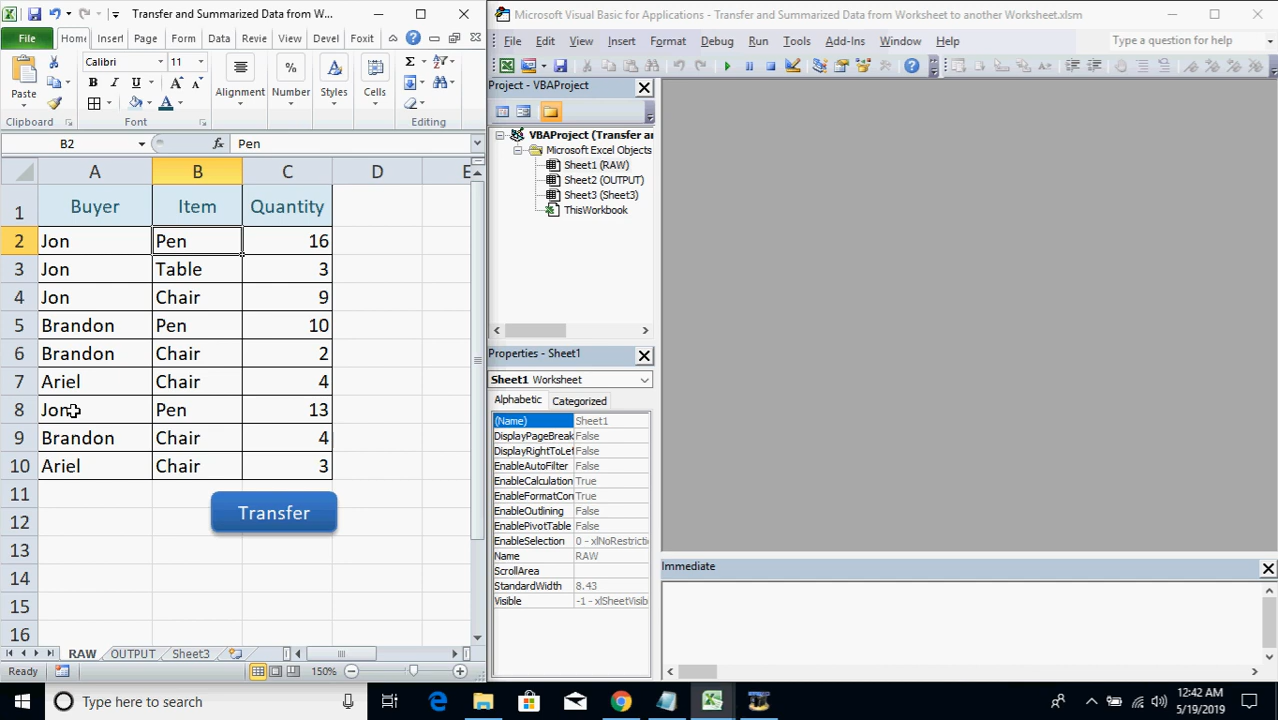 Transfer and Summarized Data from W...
File Home Insert Page Form Data Revie View Devel Foxit
Calibri 11
Paste
B I U A A
Alignment Number Styles Cells
Clipboard Font Editing
B2 fx Pen
A B C D E
1 Buyer Item Quantity
2 Jon Pen 16
3 Jon Table 3
4 Jon Chair 9
5 Brandon Pen 10
6 Brandon Chair 2
7 Ariel Chair 4
8 Jon Pen 13
9 Brandon Chair 4
10 Ariel Chair 3
11
Transfer
12
13
14
15
16
RAW OUTPUT Sheet3
Ready 150%
Microsoft Visual Basic for Applications - Transfer and Summarized Data from Worksheet to another Worksheet.xlsm
File Edit View Insert Format Debug Run Tools Add-Ins Window Help Type a question for help
Project - VBAProject
VBAProject (Transfer ar
Microsoft Excel Objects
Sheet1 (RAW)
Sheet2 (OUTPUT)
Sheet3 (Sheet3)
ThisWorkbook
Properties - Sheet1
Sheet1 Worksheet
Alphabetic Categorized
(Name) Sheet1
DisplayPageBreak False
DisplayRightToLef False
EnableAutoFilter False
EnableCalculation True
EnableFormatCon True
EnableOutlining False
EnablePivotTable False
EnableSelection 0 - xlNoRestrictio
Name RAW
ScrollArea
StandardWidth 8.43
Visible -1 - xlSheetVisib
Immediate
Type here to search
12:42 AM
5/19/2019